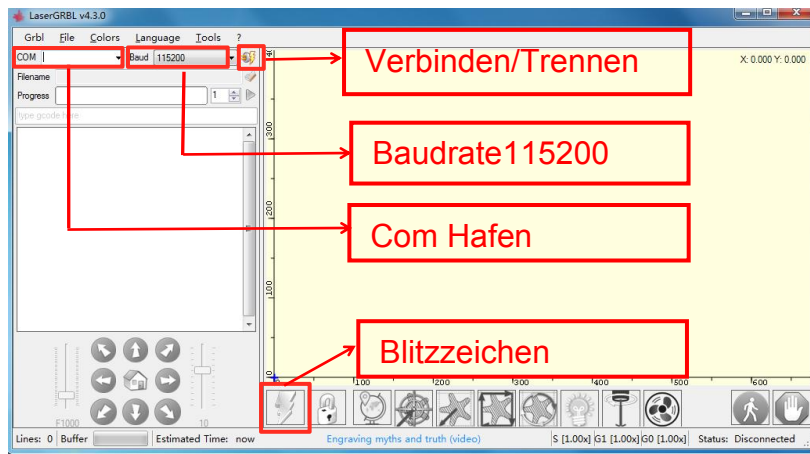 LaserGRBL v4.3.0
Grbl File Colors Language Tools ?
COM Baud 115200
Verbinden/Trennen
X: 0.000 Y: 0.000
Filename
Progress 1
type gcode here
Baudrate115200
Com Hafen
Blitzzeichen
300
200
100
0
100 200 300 400 500 600
F1000 10
Lines: 0 Buffer Estimated Time: now Engraving myths and truth (video) S [1.00x] G1 [1.00x] G0 [1.00x] Status: Disconnected